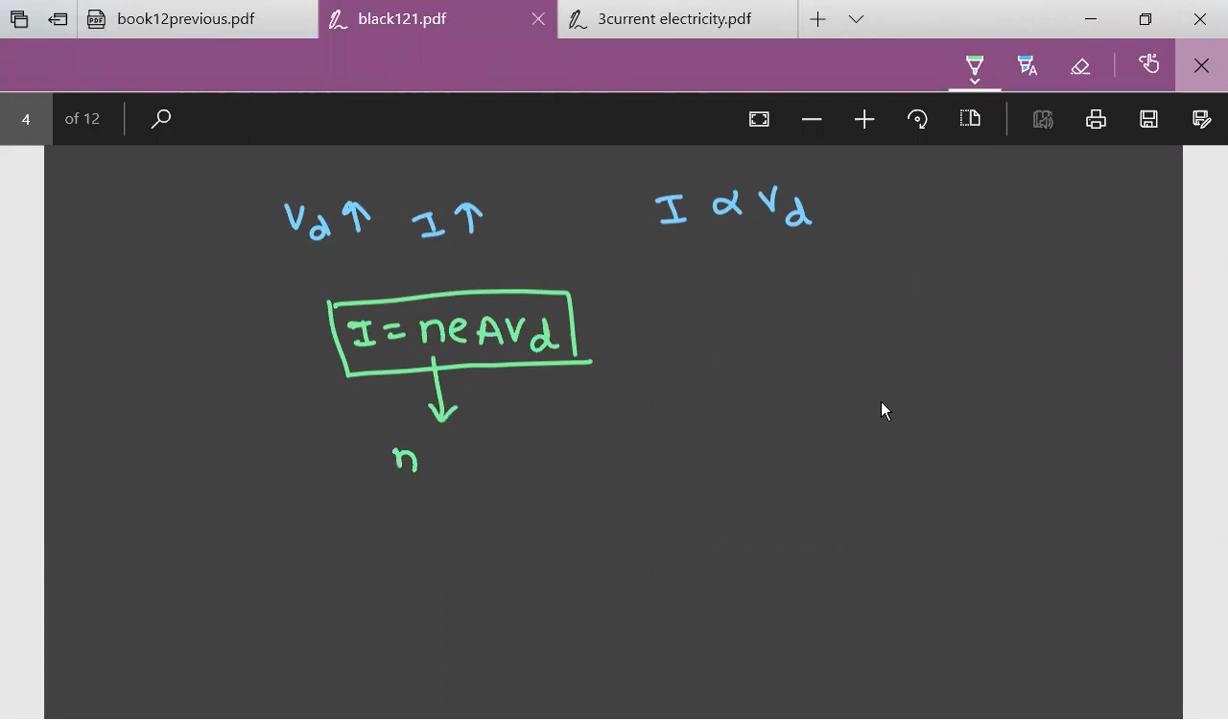 book12previous.pdf black121.pdf 3current electricity.pdf
4 of 12
Vd↑ I↑ I ∝ Vd
I = neAVd
n